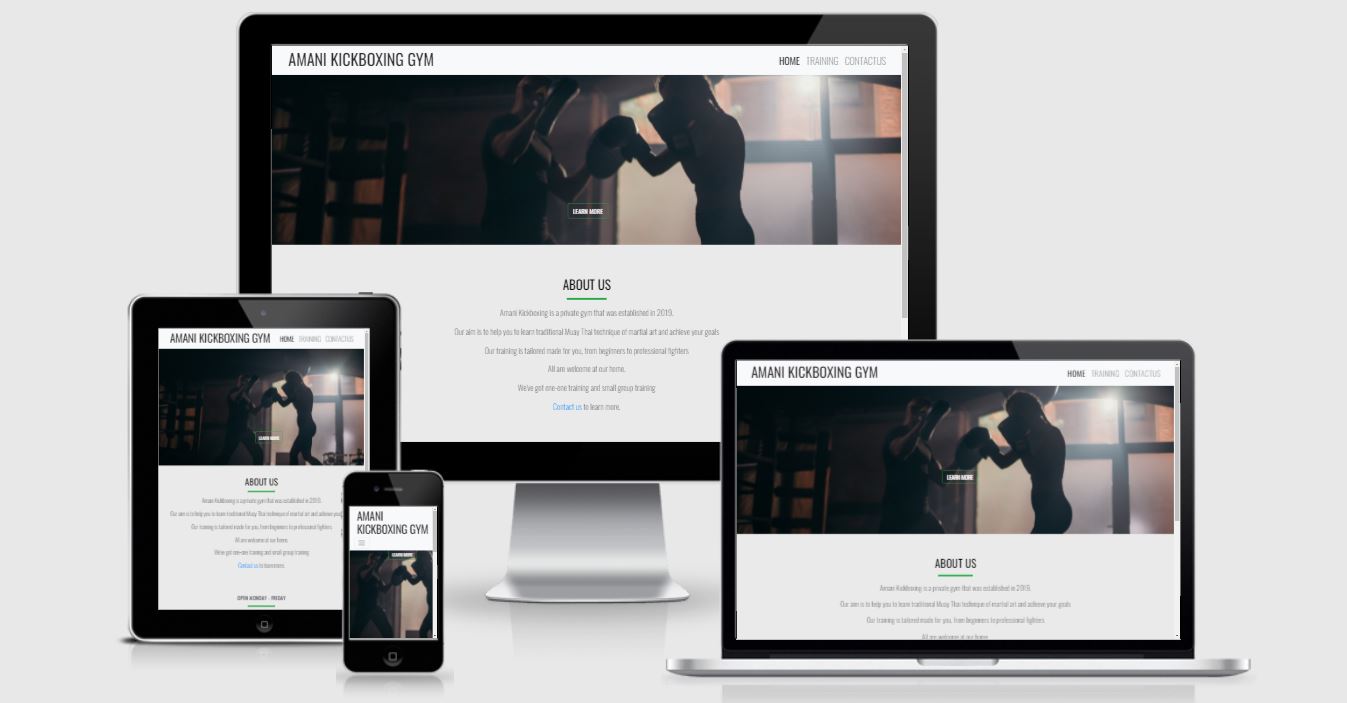 AMANI KICKBOXING GYM
HOME TRAINING CONTACTUS
LEARN MORE
ABOUT US
Amani Kickboxing is a private gym that was established in 2019.
Our aim is to help you to learn traditional Muay Thai technique of martial art and achieve your goals
Our training is tailored made for you, from beginners to professional fighters
All are welcome at our home.
We've got one-one training and small group training
Contact us to learn more.
AMANI KICKBOXING GYM
HOME TRAINING CONTACTUS
LEARN MORE
ABOUT US
Amani Kickboxing is a private gym that was established in 2019.
Our aim is to help you to learn traditional Muay Thai technique of martial art and achieve your
Our training is tailored made for you, from beginners to professional fighters.
All are welcome at our home.
We've got one-one training and small group training
Contact us to learn more.
OPEN MONDAY - FRIDAY
AMANI
KICKBOXING GYM
LEARN MORE
AMANI KICKBOXING GYM
HOME TRAINING CONTACTUS
LEARN MORE
ABOUT US
Amani Kickboxing is a private gym that was established in 2019.
Our aim is to help you to learn traditional Muay Thai technique of martial art and achieve your goals
Our training is tailored made for you, from beginners to professional fighters.
All are welcome at our home